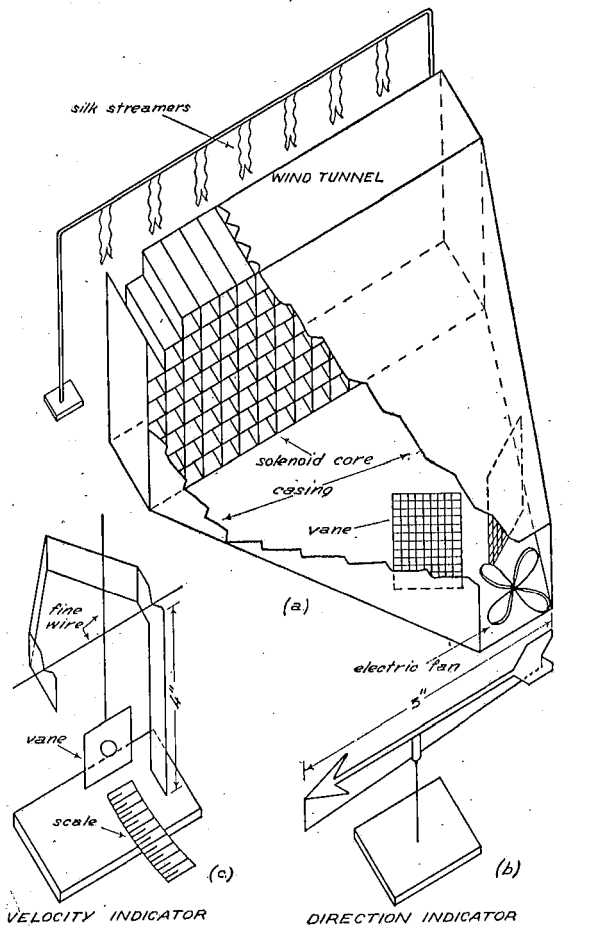 silk streamers
WIND TUNNEL
solenoid core
casing
vane
(a)
electric fan
fine
wire
vane
scale
(c)
5"
(b)
VELOCITY INDICATOR
DIRECTION INDICATOR